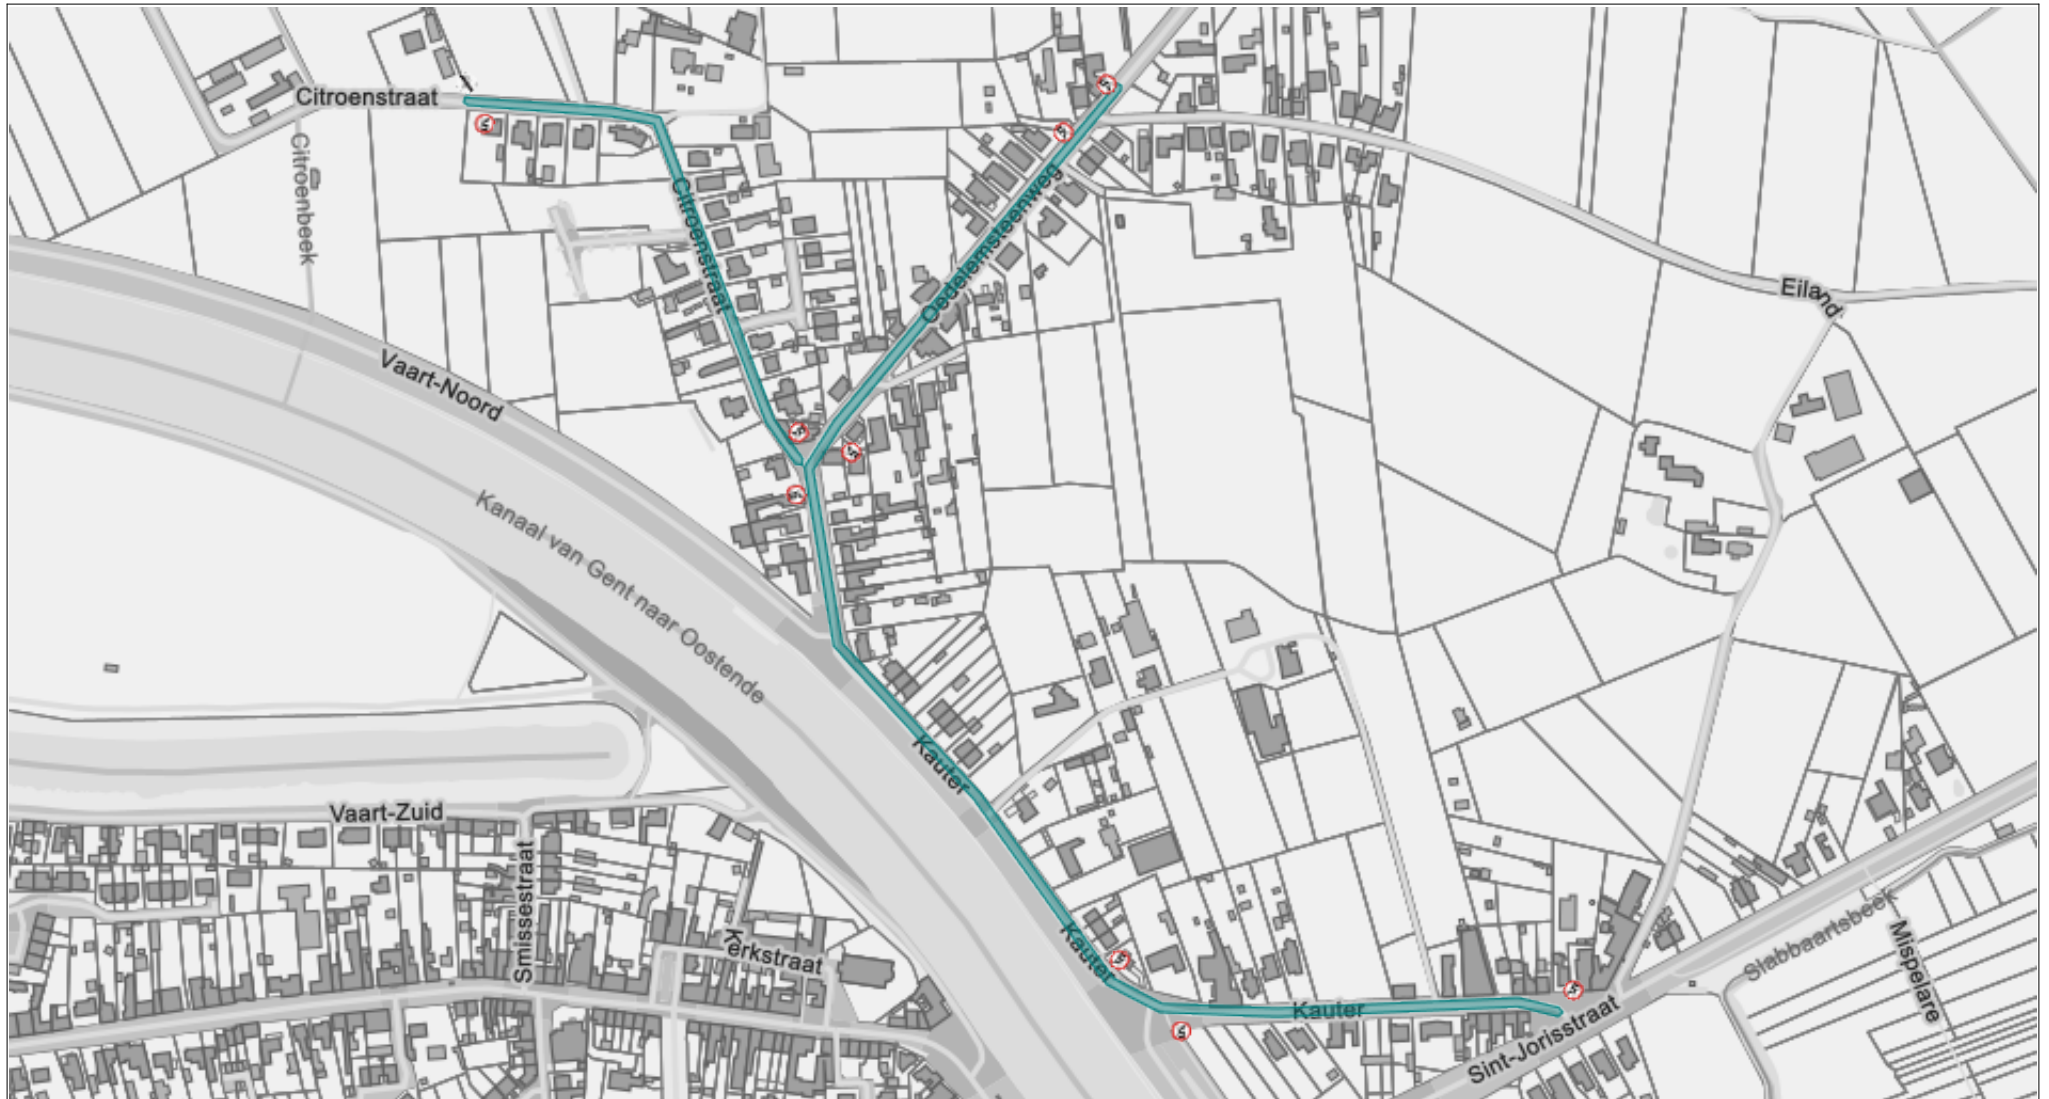 Citroenstraat
Citroenbeek
Citroenstraat
Oedelemsteenweg
Eiland
Vaart-Noord
Kanaal van Gent naar Oostende
Kauter
Vaart-Zuid
Smissestraat
Kerkstraat
Kauter
Kauter
Sint-Jorisstraat
Slabbaartsbeek
Mispelare